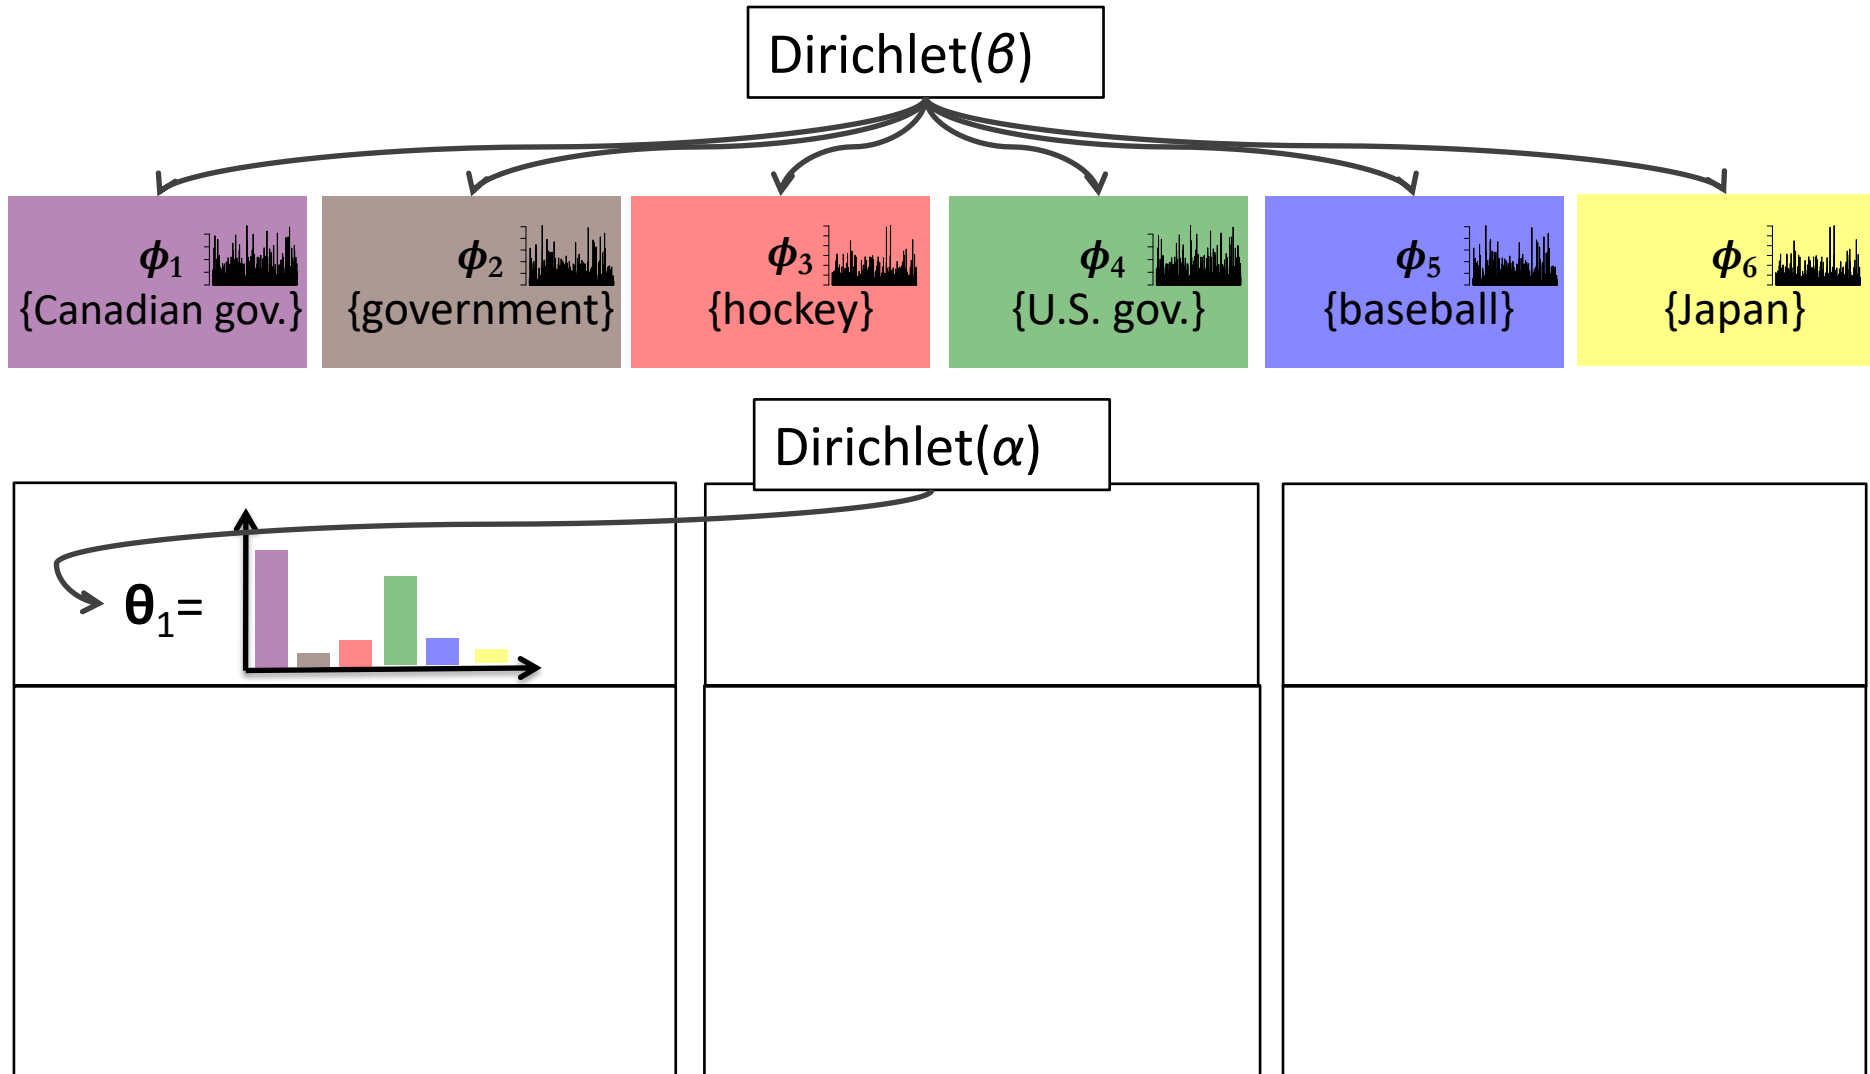 Dirichlet(β)
ϕ₁
{Canadian gov.}
ϕ₂
{government}
ϕ₃
{hockey}
ϕ₄
{U.S. gov.}
ϕ₅
{baseball}
ϕ₆
{Japan}
Dirichlet(α)
θ₁=